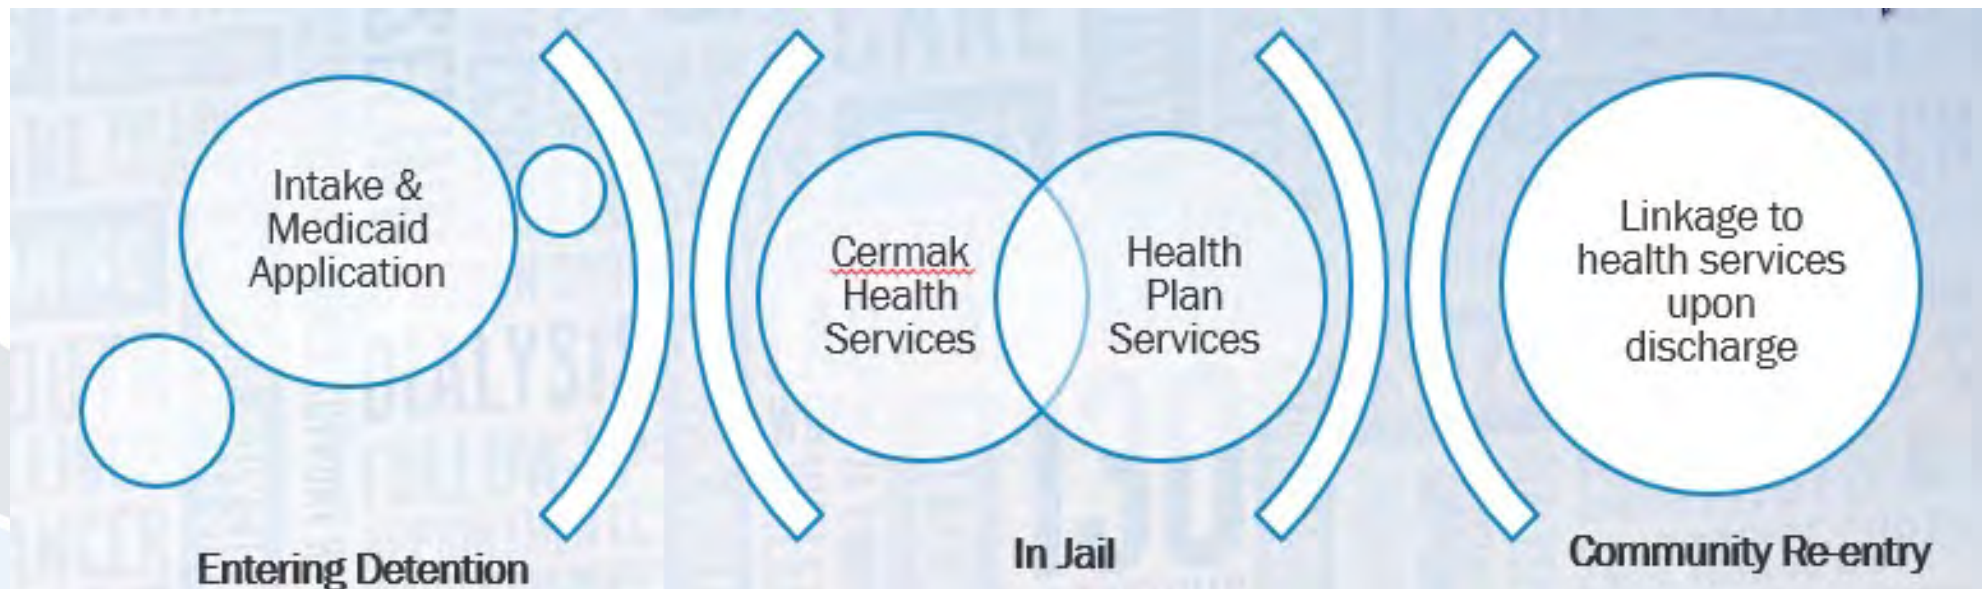 Intake &
Medicaid
Application
Entering Detention
Cermak
Health
Services
Health
Plan
Services
In Jail
Linkage to
health services
upon
discharge
Community Re-entry
DIALYSI